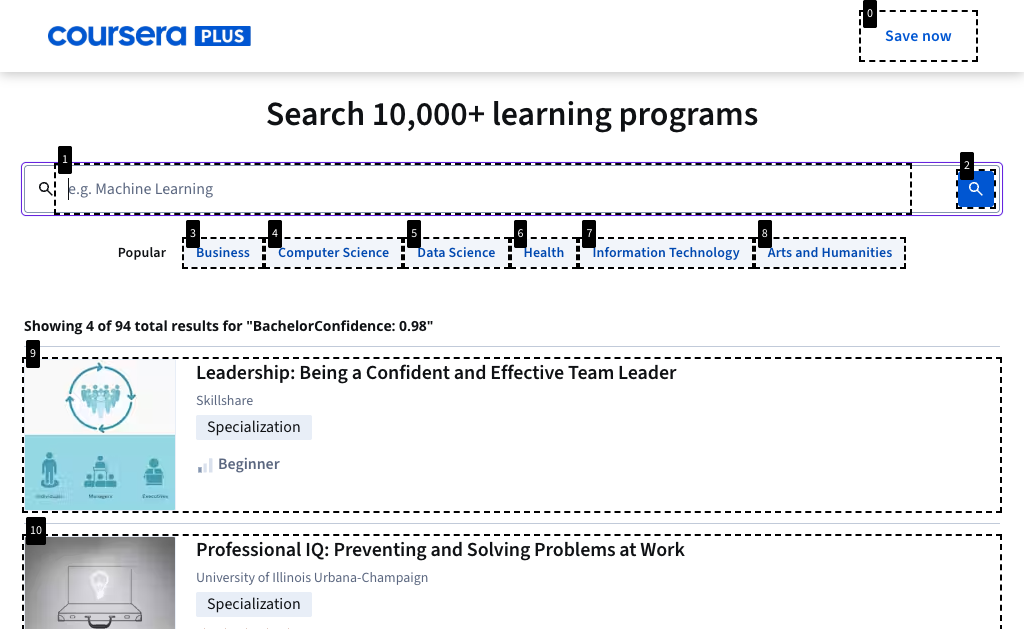 coursera PLUS
0
Save now
Search 10,000+ learning programs
1
e.g. Machine Learning
2
Popular
3
Business
4
Computer Science
5
Data Science
6
Health
7
Information Technology
8
Arts and Humanities
Showing 4 of 94 total results for "BachelorConfidence: 0.98"
9
Leadership: Being a Confident and Effective Team Leader
Skillshare
Specialization
Beginner
Individuals
Managers
Executives
10
Professional IQ: Preventing and Solving Problems at Work
University of Illinois Urbana-Champaign
Specialization